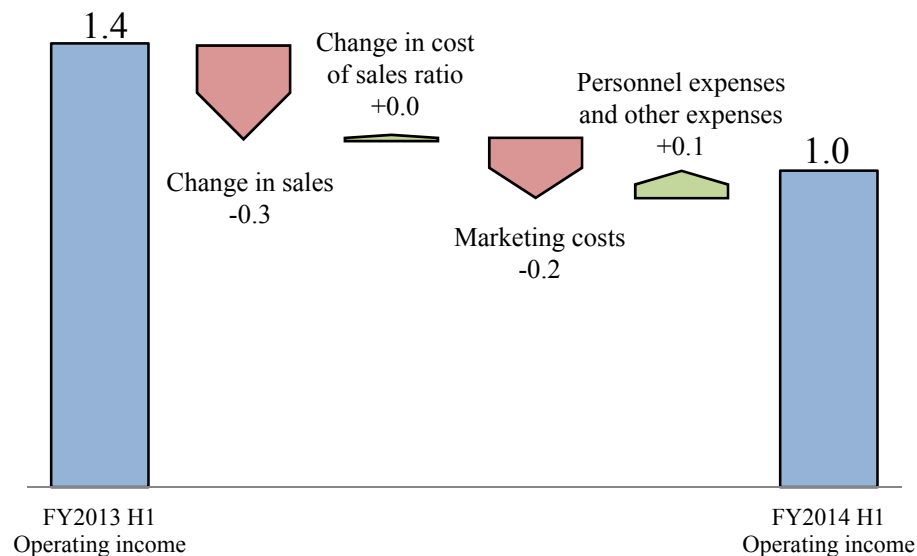 1.4
Change in sales
-0.3
Change in cost
of sales ratio
+0.0
Marketing costs
-0.2
Personnel expenses
and other expenses
+0.1
1.0
FY2013 H1
Operating income
FY2014 H1
Operating income